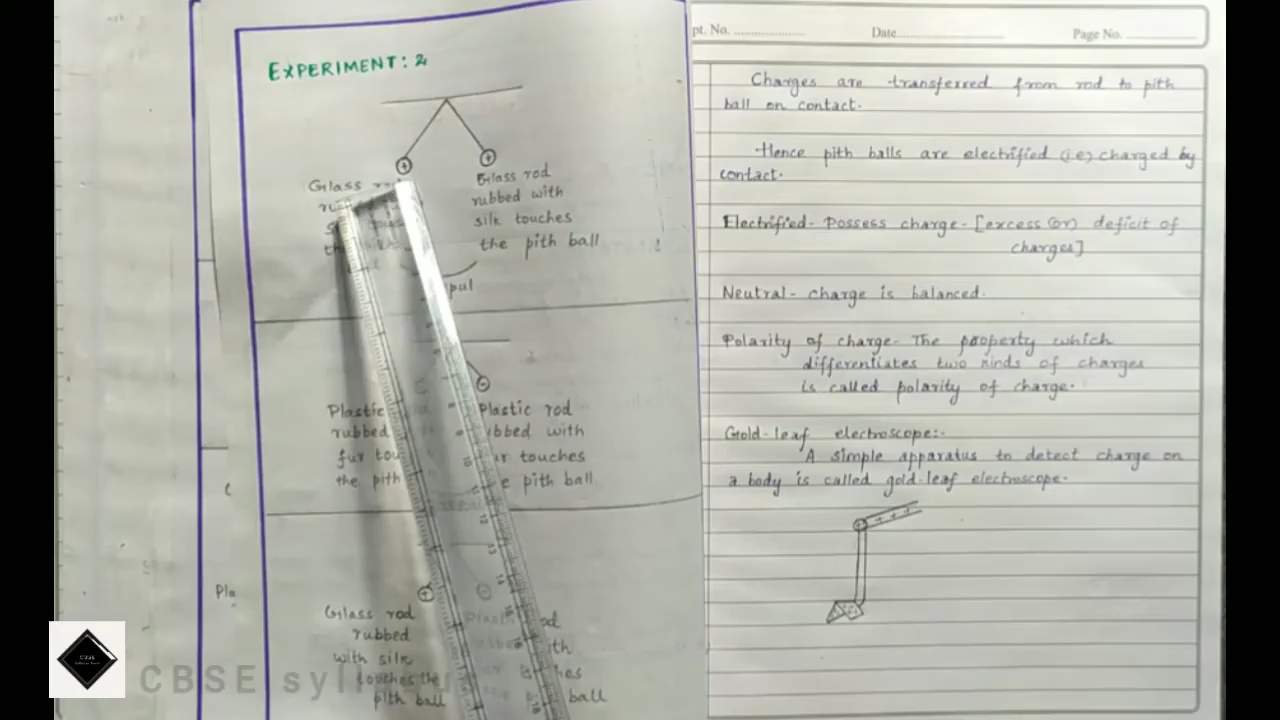 EXPERIMENT: 2
Glass
Glass rod
rubbed with
silk touches
the pith ball
Plastic
rubbed
fur
the pith
Plastic rod
with
touches
pith ball
Glass rod
rubbed
with silk
touches the
pith ball
ball
Pla
pt. No. ....................
Date..............................
Page No. ....................
Charges are transferred from rod to pith
ball on contact.
Hence pith balls are electrified (i.e) charged by
contact.
Electrified - Possess charge - [excess (or) deficit of
charges]
Neutral - charge is balanced.
Polarity of charge - The property which
differentiates two kinds of charges
is called polarity of charge.
Gold-leaf electroscope:-
A simple apparatus to detect charge on
a body is called gold-leaf electroscope.
CBSE syll
CBSE